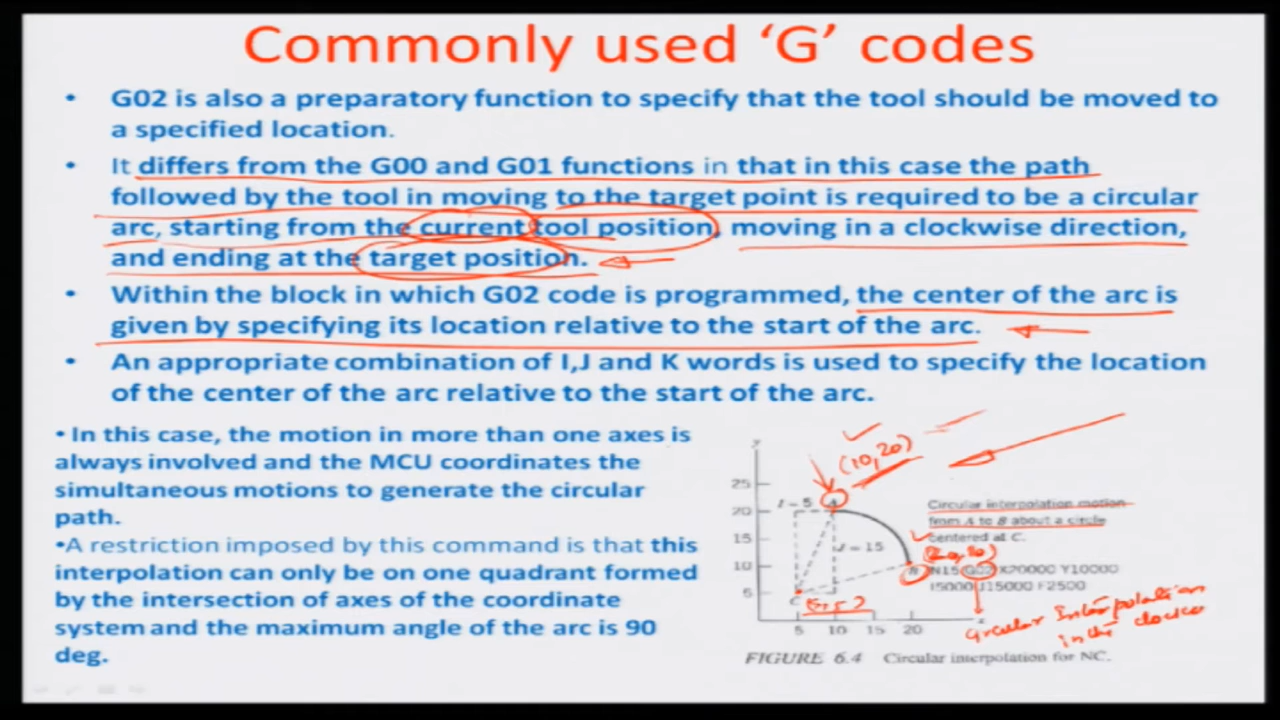 Commonly used ‘G’ codes
• G02 is also a preparatory function to specify that the tool should be moved to
a specified location.
• It differs from the G00 and G01 functions in that in this case the path
followed by the tool in moving to the target point is required to be a circular
arc, starting from the current tool position, moving in a clockwise direction,
and ending at the target position.
• Within the block in which G02 code is programmed, the center of the arc is
given by specifying its location relative to the start of the arc.
• An appropriate combination of I,J and K words is used to specify the location
of the center of the arc relative to the start of the arc.
• In this case, the motion in more than one axes is
always involved and the MCU coordinates the
simultaneous motions to generate the circular
path.
•A restriction imposed by this command is that this
interpolation can only be on one quadrant formed
by the intersection of axes of the coordinate
system and the maximum angle of the arc is 90
deg.
y
(10,20)
25
I = 5 A
20
15
J = 15
10
B
5
C
(5,5)
5 10 15 20
x
Circular interpolation motion
from A to B about a circle
centered at C.
N15 G02 X20000 Y10000
I5000 J15000 F2500
Circular Interpolation
in the
FIGURE 6.4 Circular interpolation for NC.